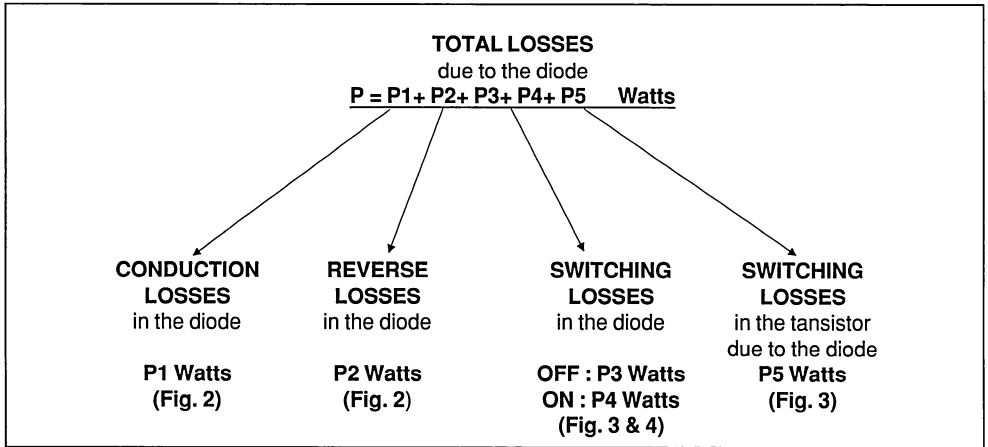 TOTAL LOSSES
due to the diode
P = P1+ P2+ P3+ P4+ P5 Watts
CONDUCTION
LOSSES
in the diode
P1 Watts
(Fig. 2)
REVERSE
LOSSES
in the diode
P2 Watts
(Fig. 2)
SWITCHING
LOSSES
in the diode
OFF : P3 Watts
ON : P4 Watts
(Fig. 3 & 4)
SWITCHING
LOSSES
in the tansistor
due to the diode
P5 Watts
(Fig. 3)